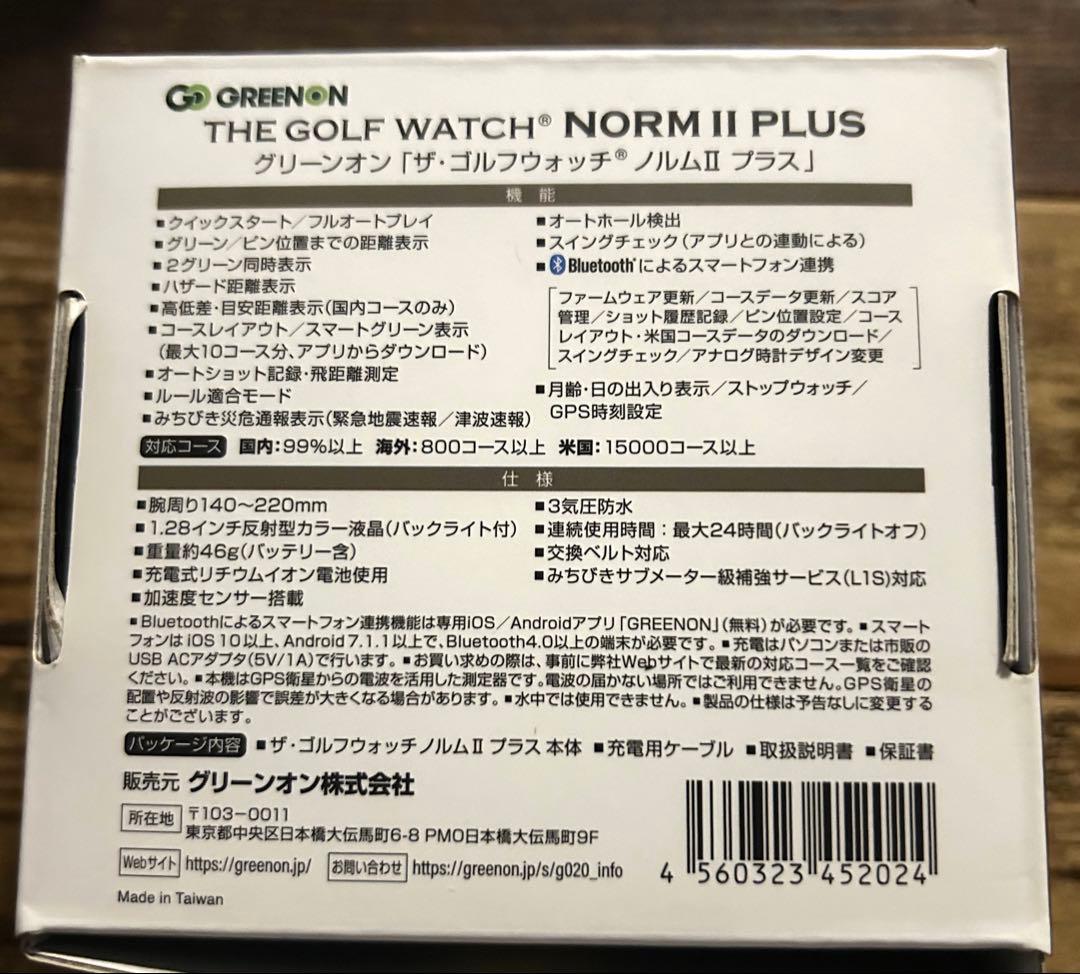 GO GREENON
THE GOLF WATCH® NORM II PLUS
グリーンオン「ザ・ゴルフウォッチ® ノルムⅡ プラス」
機能
■クイックスタート／フルオートプレイ
■グリーン／ピン位置までの距離表示
■2グリーン同時表示
■ハザード距離表示
■高低差・目安距離表示(国内コースのみ)
■コースレイアウト／スマートグリーン表示
(最大10コース分、アプリからダウンロード)
■オートショット記録・飛距離測定
■ルール適合モード
■みちびき災危通報表示(緊急地震速報／津波速報)
■オートホール検出
■スイングチェック(アプリとの連動による)
■Bluetooth®によるスマートフォン連携
ファームウェア更新／コースデータ更新／スコア
管理／ショット履歴記録／ピン位置設定／コース
レイアウト・米国コースデータのダウンロード／
スイングチェック／アナログ時計デザイン変更
■月齢・日の出入り表示／ストップウォッチ／
GPS時刻設定
対応コース 国内：99%以上 海外：800コース以上 米国：15000コース以上
仕様
■腕周り140〜220mm
■1.28インチ反射型カラー液晶(バックライト付)
■重量約46g(バッテリー含)
■充電式リチウムイオン電池使用
■加速度センサー搭載
■3気圧防水
■連続使用時間：最大24時間(バックライトオフ)
■交換ベルト対応
■みちびきサブメーター級補強サービス(L1S)対応
■Bluetoothによるスマートフォン連携機能は専用iOS／Androidアプリ「GREENON」(無料)が必要です。■スマート
フォンは iOS 10以上、Android 7.1.1以上で、Bluetooth4.0以上の端末が必要です。■充電はパソコンまたは市販の
USB ACアダプタ(5V/1A)で行います。■お買い求めの際は、事前に弊社Webサイトで最新の対応コース一覧をご確認
ください。■本機はGPS衛星からの電波を活用した測定器です。電波の届かない場所ではご利用できません。GPS衛星の
配置や反射波の影響で誤差が大きくなる場合があります。■水中では使用できません。■製品の仕様は予告なしに変更する
ことがございます。
パッケージ内容 ■ザ・ゴルフウォッチノルムⅡ プラス 本体 ■充電用ケーブル ■取扱説明書 ■保証書
販売元 グリーンオン株式会社
所在地 〒103-0011
東京都中央区日本橋大伝馬町6-8 PMO日本橋大伝馬町9F
Webサイト https://greenon.jp/ お問い合わせ https://greenon.jp/s/g020_info
4 560323 452024
Made in Taiwan